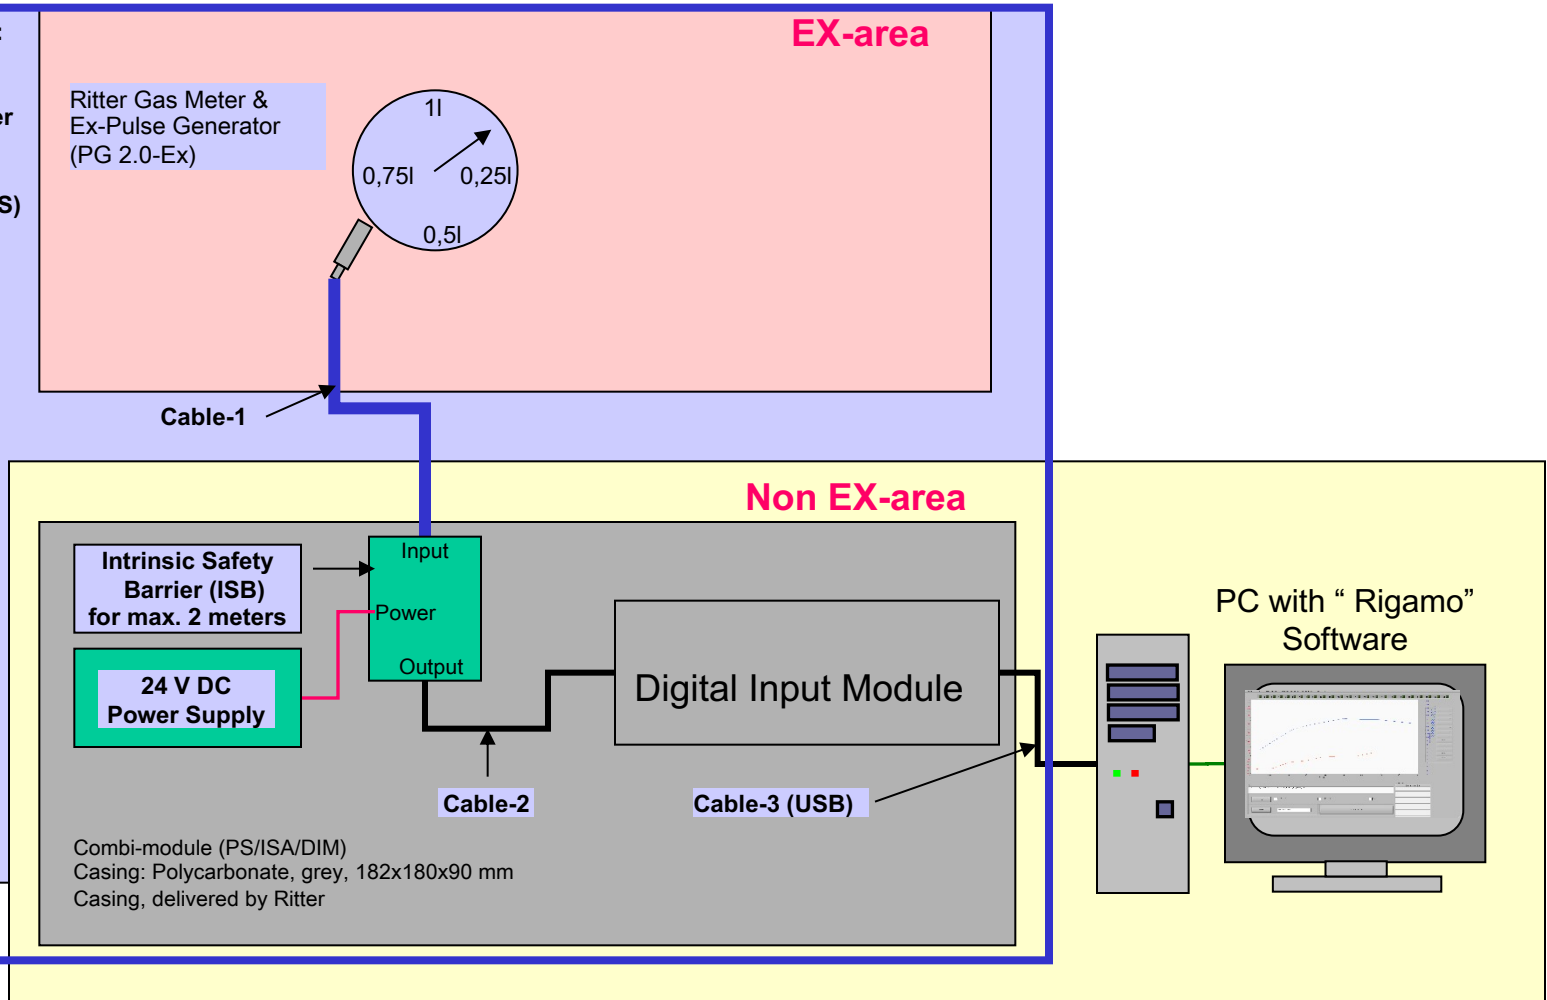 :
er
S)
EX-area
Ritter Gas Meter &
Ex-Pulse Generator
(PG 2.0-Ex)
1l
0,75l
0,25l
0,5l
Cable-1
Non EX-area
Intrinsic Safety
Barrier (ISB)
for max. 2 meters
Input
Power
Output
24 V DC
Power Supply
Digital Input Module
PC with “ Rigamo”
Software
Cable-2
Cable-3 (USB)
Combi-module (PS/ISA/DIM)
Casing: Polycarbonate, grey, 182x180x90 mm
Casing, delivered by Ritter